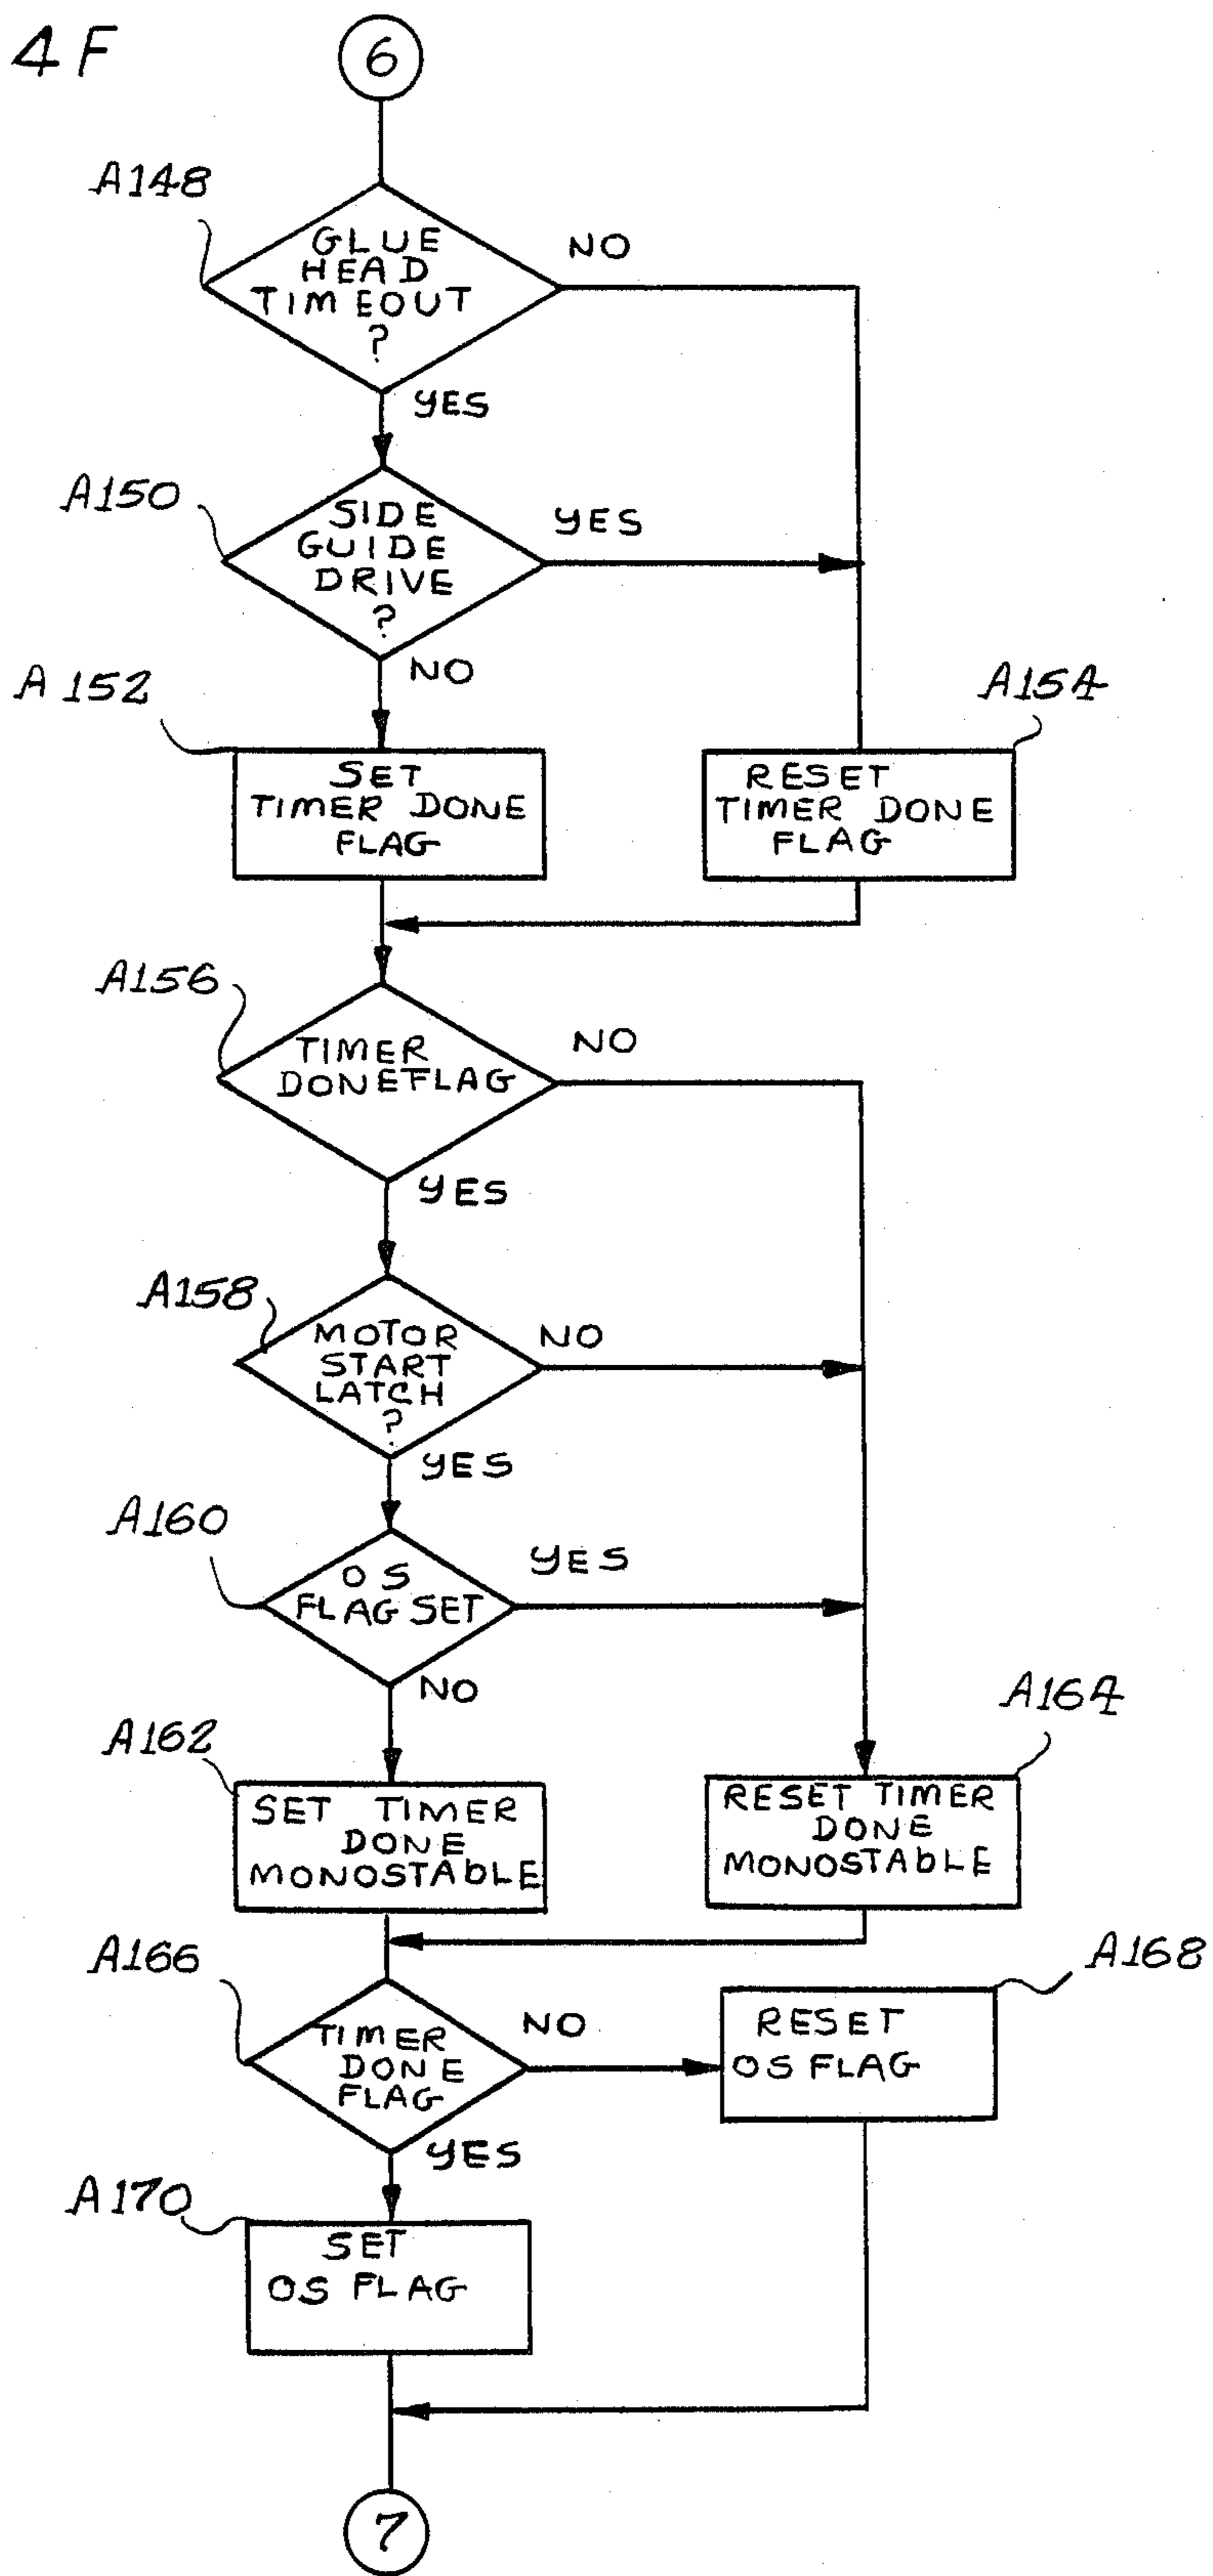 4F
6
A148
GLUE
HEAD
TIMEOUT
?
NO
YES
A150
SIDE
GUIDE
DRIVE
?
YES
NO
A152
SET
TIMER DONE
FLAG
A154
RESET
TIMER DONE
FLAG
A156
TIMER
DONE FLAG
NO
YES
A158
MOTOR
START
LATCH
?
NO
YES
A160
OS
FLAG SET
YES
NO
A162
SET TIMER
DONE
MONOSTABLE
A164
RESET TIMER
DONE
MONOSTABLE
A166
TIMER
DONE
FLAG
NO
YES
A168
RESET
OS FLAG
A170
SET
OS FLAG
7